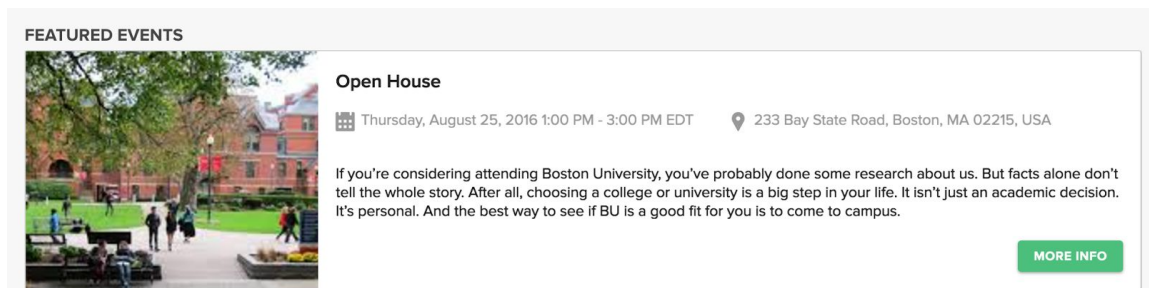 FEATURED EVENTS
Open House
Thursday, August 25, 2016 1:00 PM - 3:00 PM EDT
233 Bay State Road, Boston, MA 02215, USA
If you're considering attending Boston University, you've probably done some research about us. But facts alone don't
tell the whole story. After all, choosing a college or university is a big step in your life. It isn't just an academic decision.
It's personal. And the best way to see if BU is a good fit for you is to come to campus.
MORE INFO